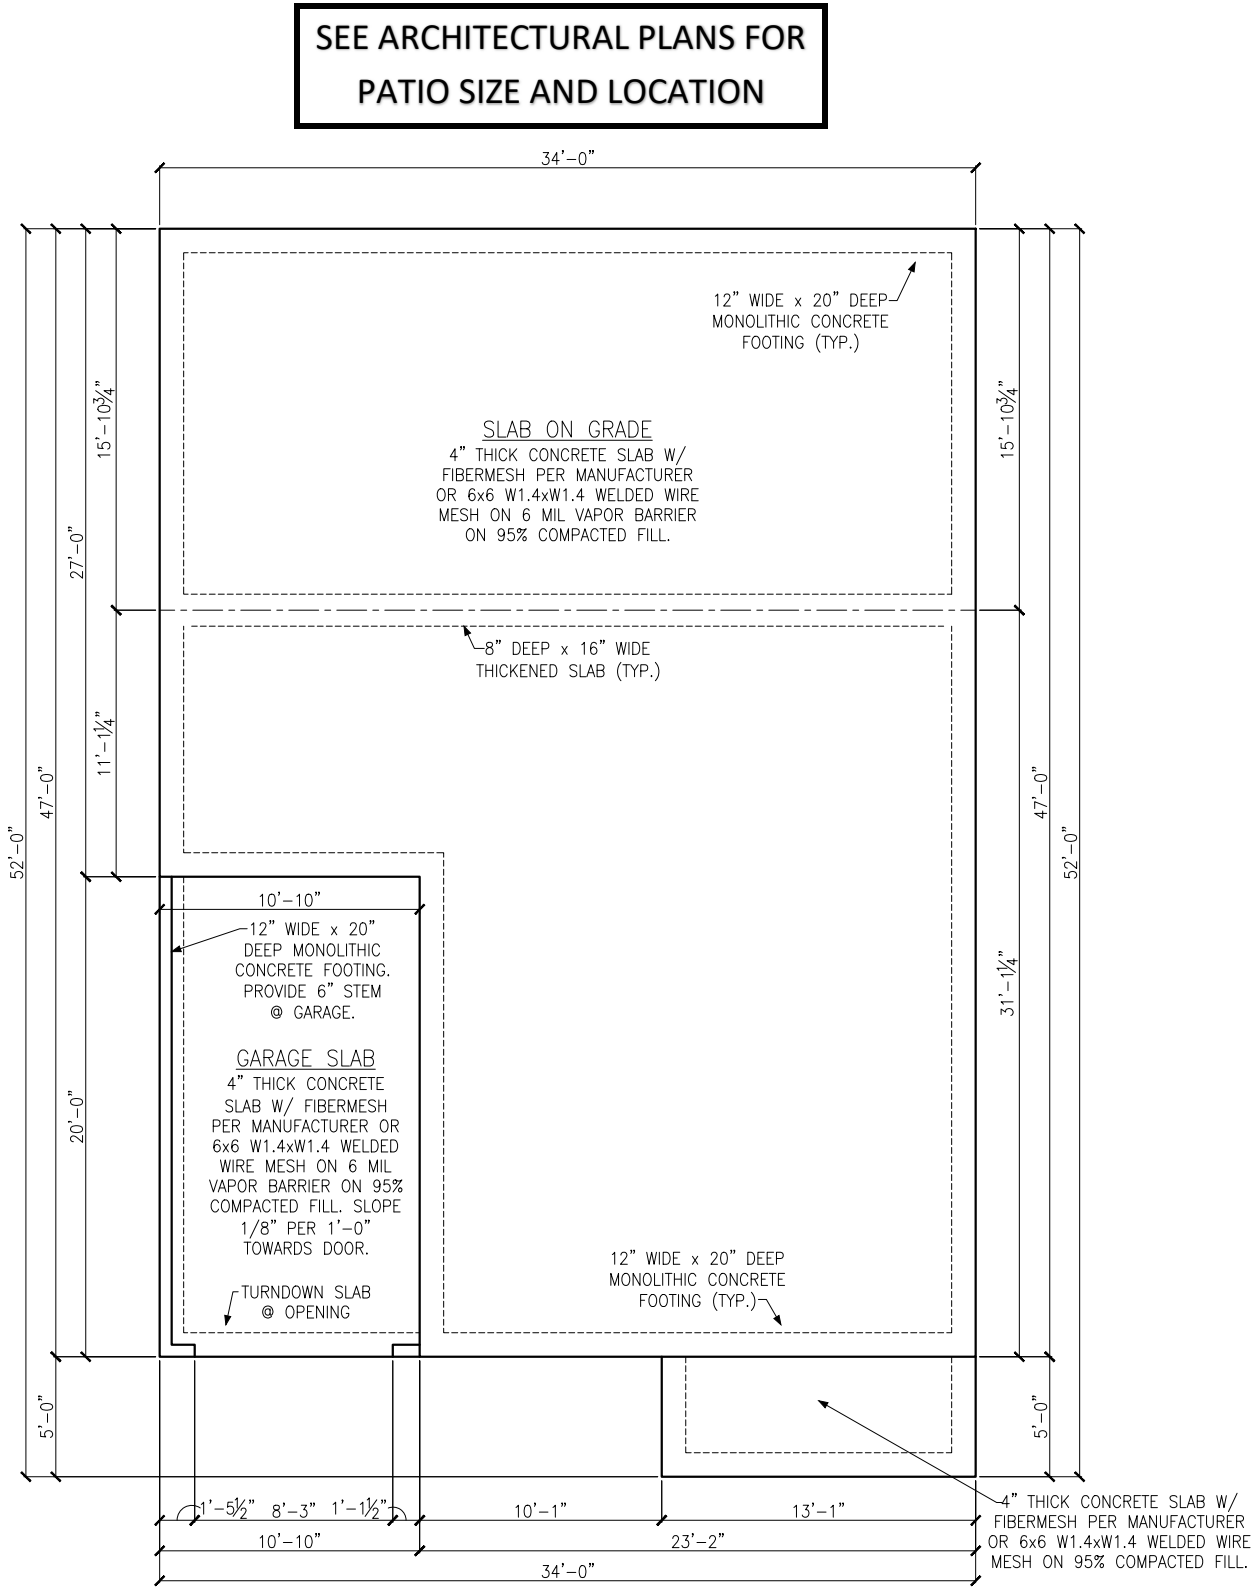 SEE ARCHITECTURAL PLANS FOR
PATIO SIZE AND LOCATION
34'-0"
12" WIDE x 20" DEEP
MONOLITHIC CONCRETE
FOOTING (TYP.)
15'-10¾"
15'-10¾"
SLAB ON GRADE
4" THICK CONCRETE SLAB W/
FIBERMESH PER MANUFACTURER
OR 6x6 W1.4xW1.4 WELDED WIRE
MESH ON 6 MIL VAPOR BARRIER
ON 95% COMPACTED FILL.
27'-0"
8" DEEP x 16" WIDE
THICKENED SLAB (TYP.)
11'-1¼"
47'-0"
47'-0"
52'-0"
52'-0"
10'-10"
12" WIDE x 20"
DEEP MONOLITHIC
CONCRETE FOOTING.
PROVIDE 6" STEM
@ GARAGE.
31'-1¼"
GARAGE SLAB
4" THICK CONCRETE
SLAB W/ FIBERMESH
PER MANUFACTURER OR
6x6 W1.4xW1.4 WELDED
WIRE MESH ON 6 MIL
VAPOR BARRIER ON 95%
COMPACTED FILL. SLOPE
1/8" PER 1'-0"
TOWARDS DOOR.
20'-0"
TURNDOWN SLAB
@ OPENING
12" WIDE x 20" DEEP
MONOLITHIC CONCRETE
FOOTING (TYP.)
5'-0"
5'-0"
1'-5½"
8'-3"
1'-1½"
10'-1"
13'-1"
4" THICK CONCRETE SLAB W/
FIBERMESH PER MANUFACTURER
OR 6x6 W1.4xW1.4 WELDED WIRE
MESH ON 95% COMPACTED FILL.
10'-10"
23'-2"
34'-0"